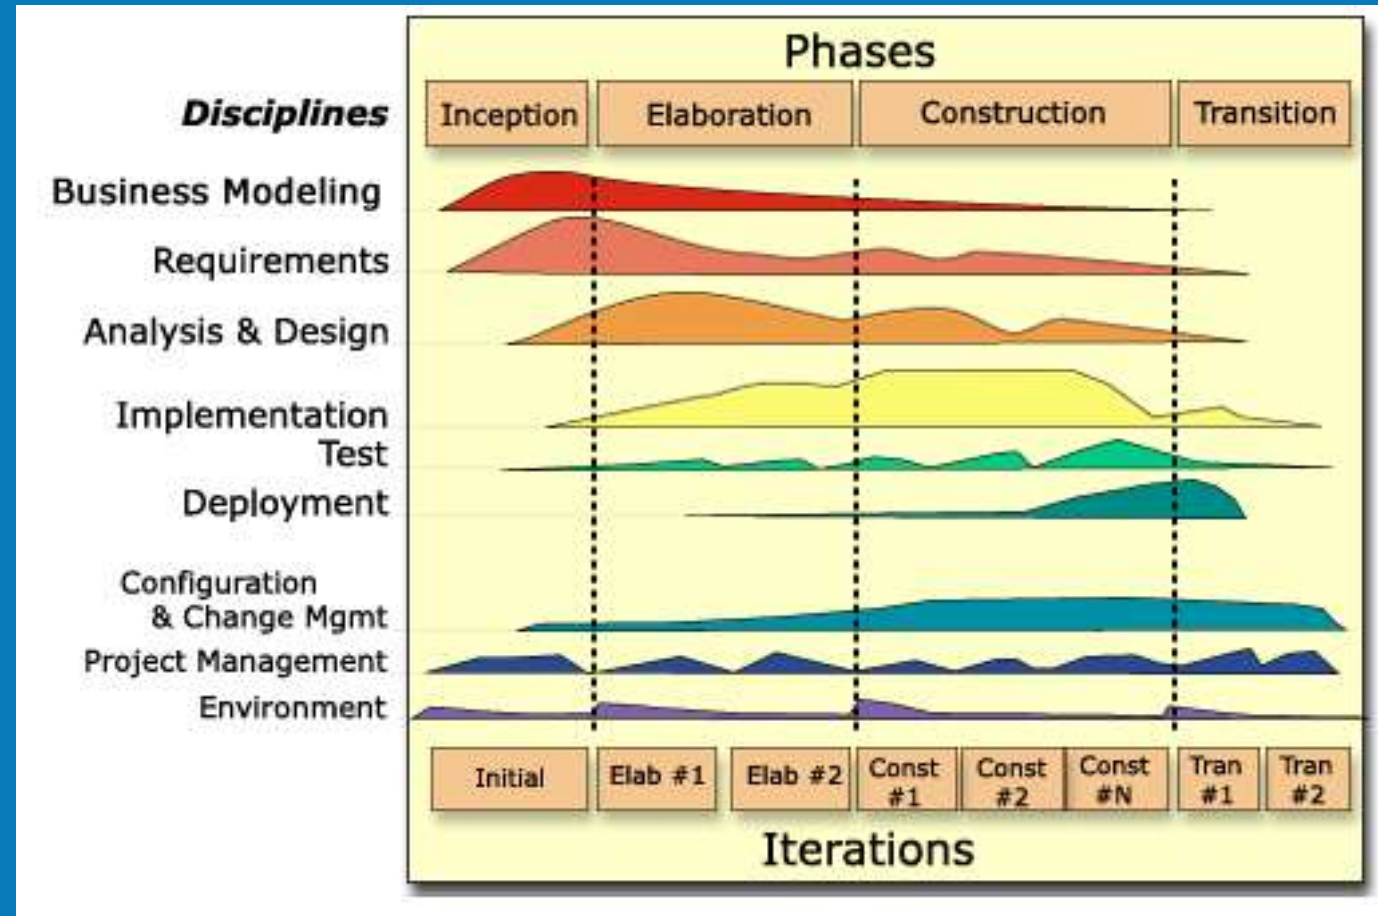 Phases
Disciplines
Inception
Elaboration
Construction
Transition
Business Modeling
Requirements
Analysis & Design
Implementation
Test
Deployment
Configuration
& Change Mgmt
Project Management
Environment
Initial
Elab #1
Elab #2
Const
#1
Const
#2
Const
#N
Tran
#1
Tran
#2
Iterations